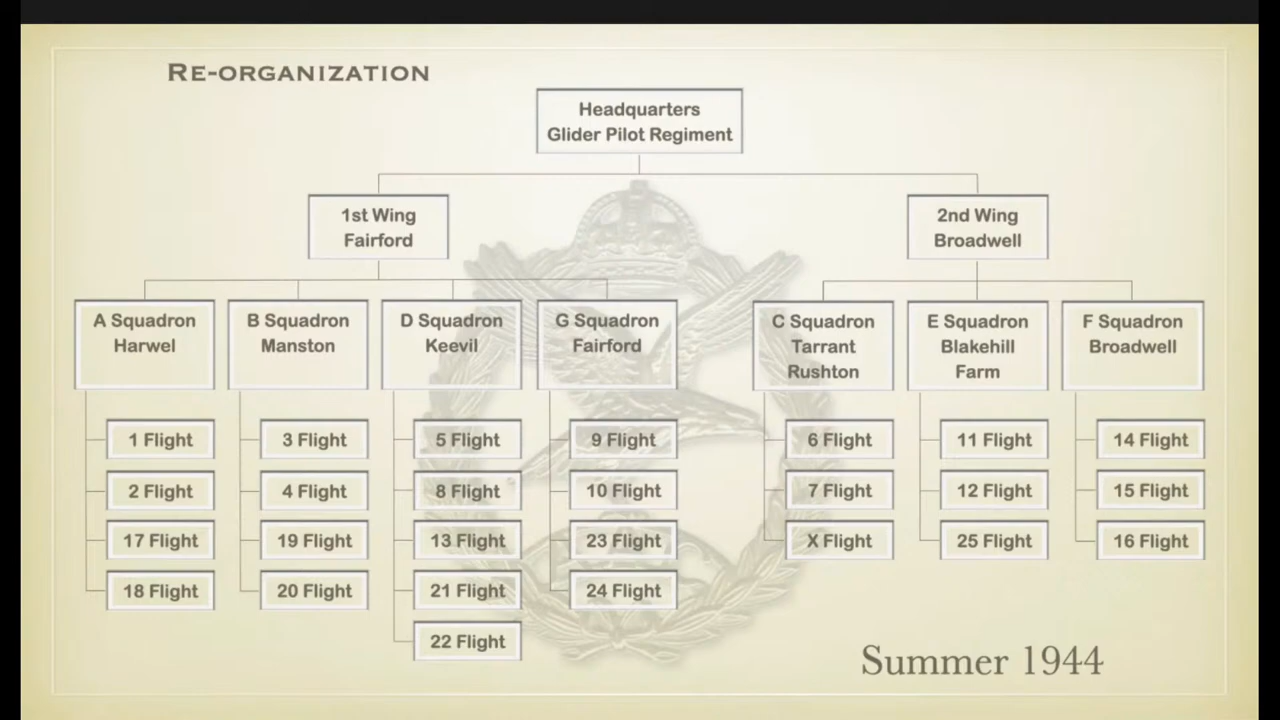 RE-ORGANIZATION
Headquarters
Glider Pilot Regiment
1st Wing
Fairford
2nd Wing
Broadwell
A Squadron
Harwel
B Squadron
Manston
D Squadron
Keevil
G Squadron
Fairford
C Squadron
Tarrant
Rushton
E Squadron
Blakehill
Farm
F Squadron
Broadwell
1 Flight
2 Flight
17 Flight
18 Flight
3 Flight
4 Flight
19 Flight
20 Flight
5 Flight
8 Flight
13 Flight
21 Flight
22 Flight
9 Flight
10 Flight
23 Flight
24 Flight
6 Flight
7 Flight
X Flight
11 Flight
12 Flight
25 Flight
14 Flight
15 Flight
16 Flight
Summer 1944